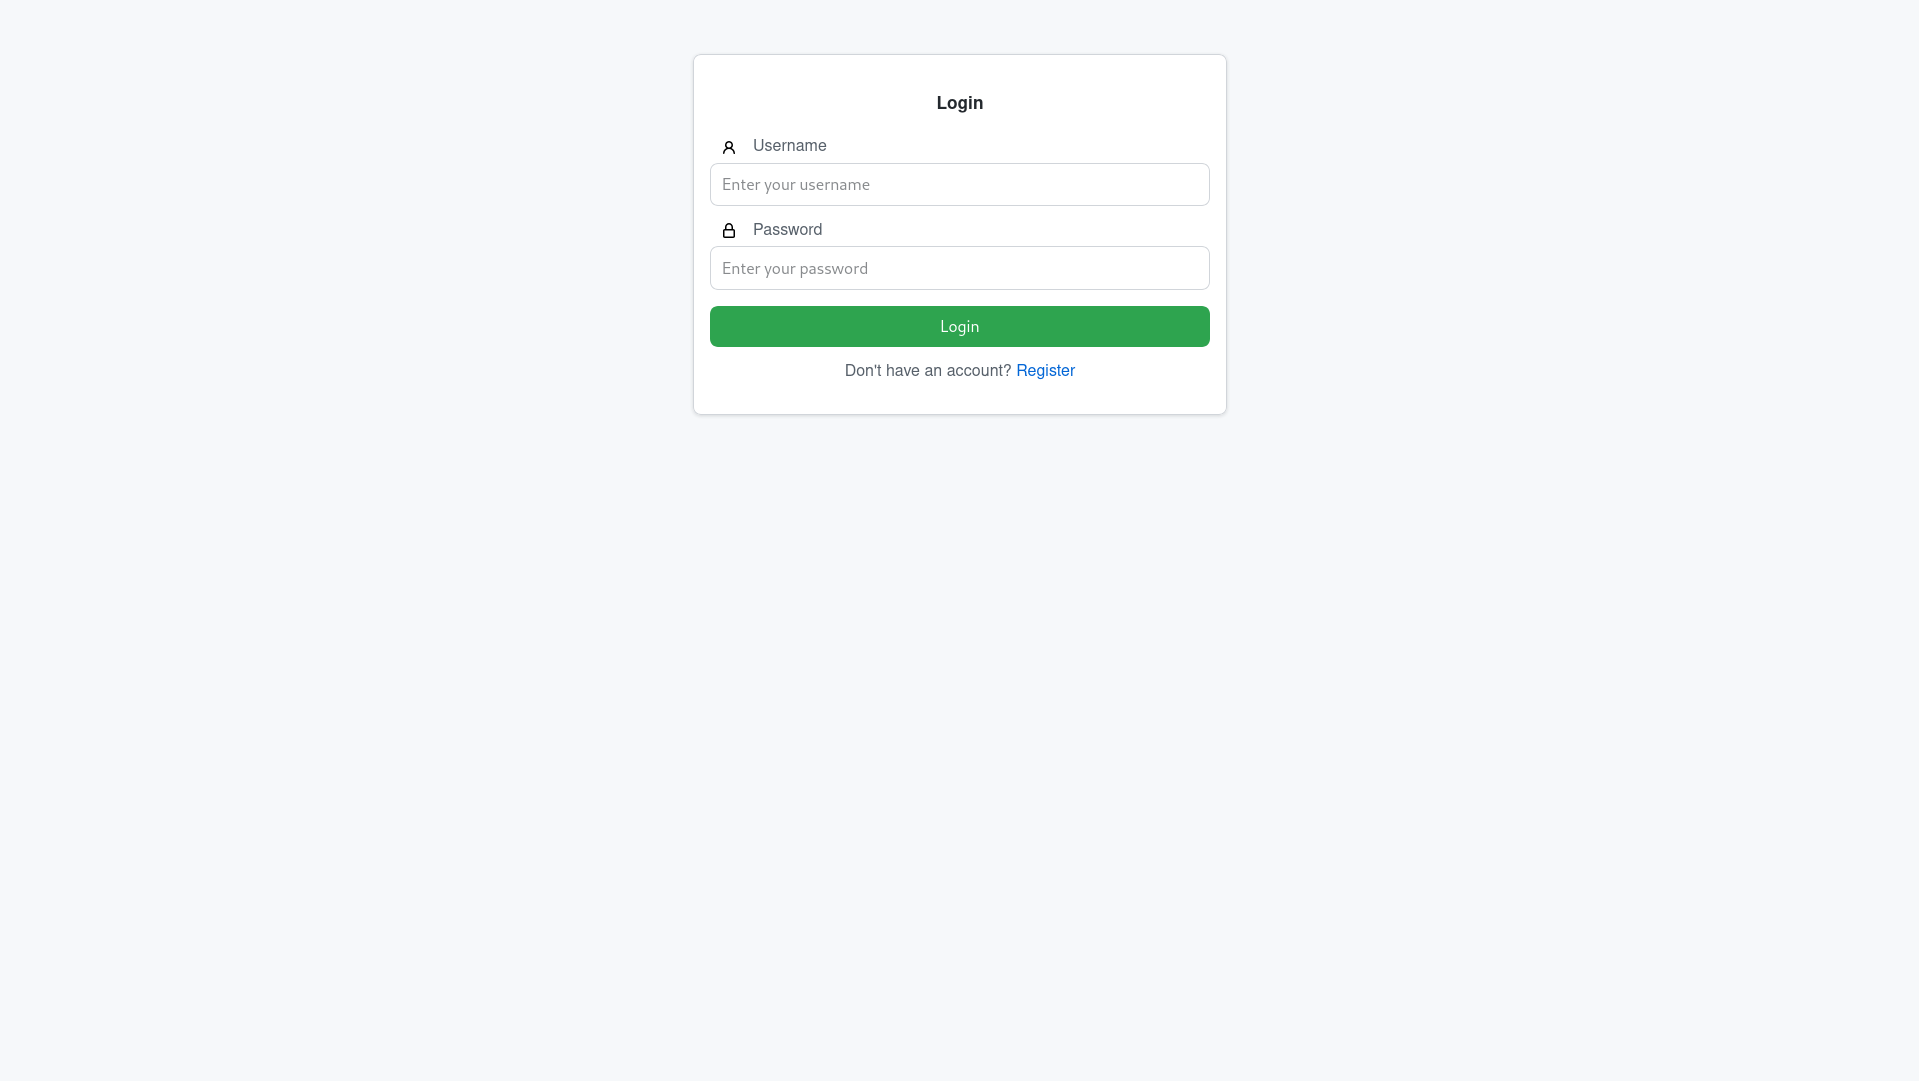 Login
Username
Enter your username
Password
Enter your password
Login
Don't have an account? Register